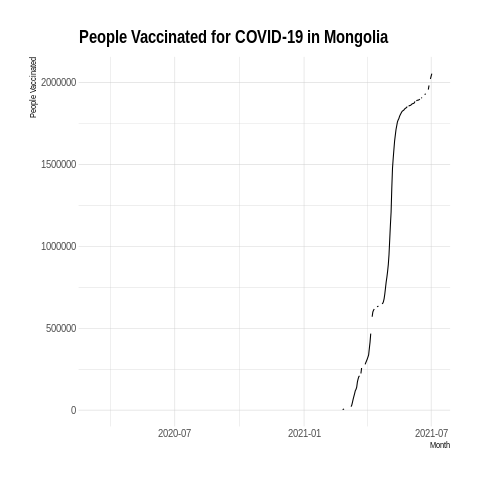 People Vaccinated for COVID-19 in Mongolia
People Vaccinated
2000000
1500000
1000000
500000
0
2020-07
2021-01
2021-07
Month